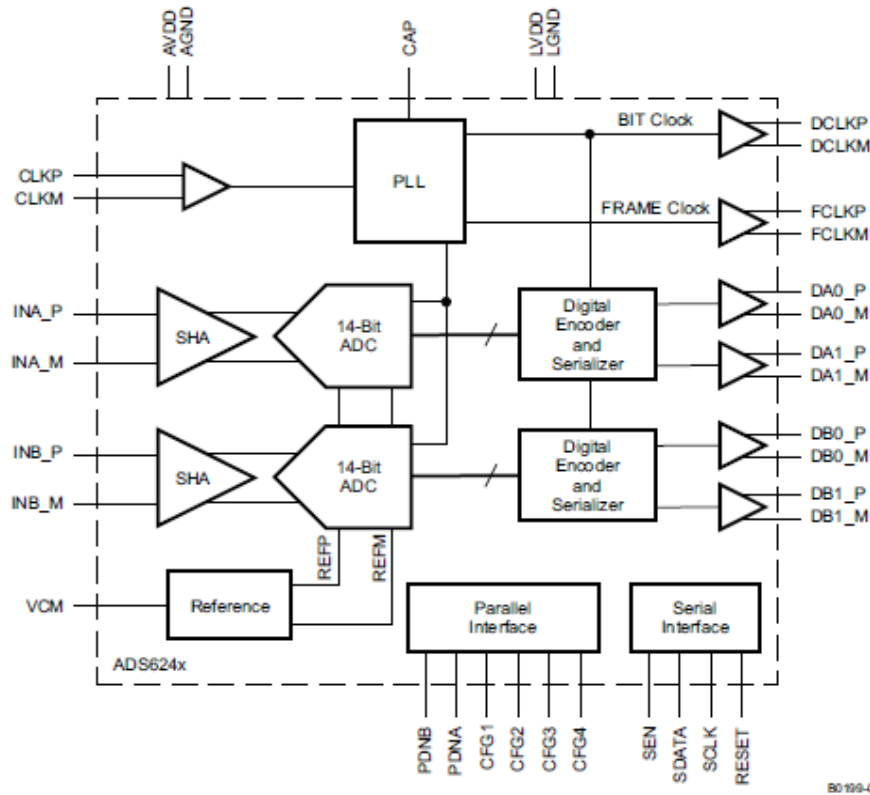 AVDD
AGND
CAP
LVDD
LGND
BIT Clock
DCLKP
DCLKM
CLKP
CLKM
PLL
FRAME Clock
FCLKP
FCLKM
INA_P
INA_M
SHA
14-Bit
ADC
Digital
Encoder
and
Serializer
DA0_P
DA0_M
DA1_P
DA1_M
INB_P
INB_M
SHA
14-Bit
ADC
Digital
Encoder
and
Serializer
DB0_P
DB0_M
DB1_P
DB1_M
REFP
REFM
VCM
Reference
Parallel
Interface
Serial
Interface
ADS624x
PDNB
PDNA
CFG1
CFG2
CFG3
CFG4
SEN
SDATA
SCLK
RESET